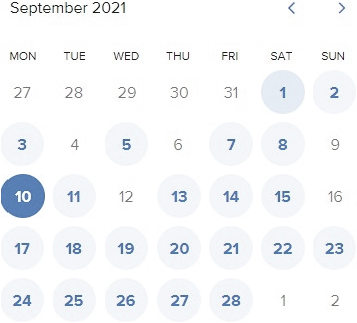 September 2021 < >
MON TUE WED THU FRI SAT SUN
27 28 29 30 31 1 2
3 4 5 6 7 8 9
10 11 12 13 14 15 16
17 18 19 20 21 22 23
24 25 26 27 28 1 2